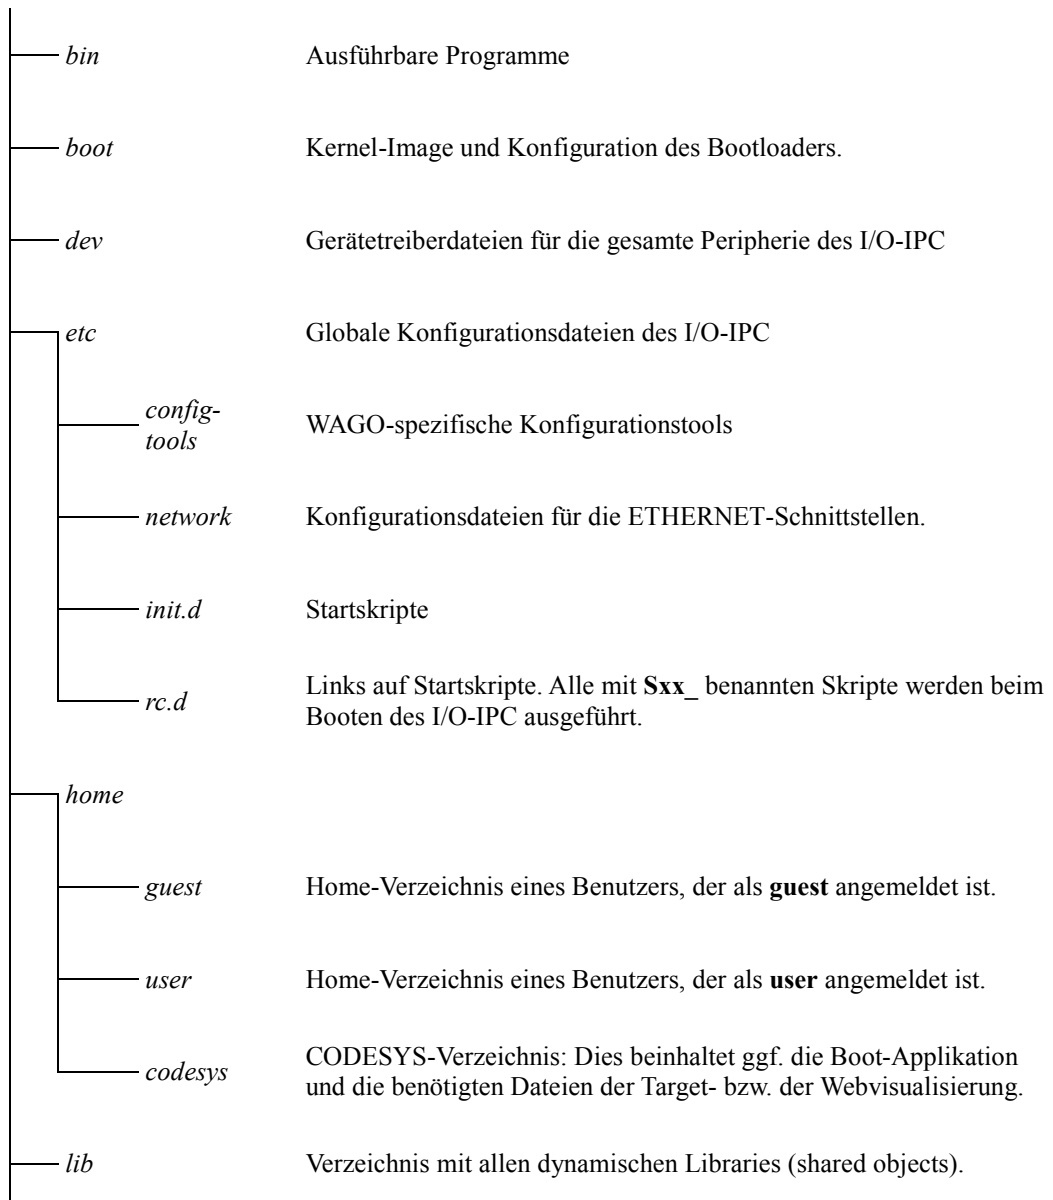 bin Ausführbare Programme
boot Kernel-Image und Konfiguration des Bootloaders.
dev Gerätetreiberdateien für die gesamte Peripherie des I/O-IPC
etc Globale Konfigurationsdateien des I/O-IPC
config-
tools WAGO-spezifische Konfigurationstools
network Konfigurationsdateien für die ETHERNET-Schnittstellen.
init.d Startskripte
rc.d Links auf Startskripte. Alle mit Sxx_ benannten Skripte werden beim
Booten des I/O-IPC ausgeführt.
home
guest Home-Verzeichnis eines Benutzers, der als guest angemeldet ist.
user Home-Verzeichnis eines Benutzers, der als user angemeldet ist.
codesys CODESYS-Verzeichnis: Dies beinhaltet ggf. die Boot-Applikation
und die benötigten Dateien der Target- bzw. der Webvisualisierung.
lib Verzeichnis mit allen dynamischen Libraries (shared objects).